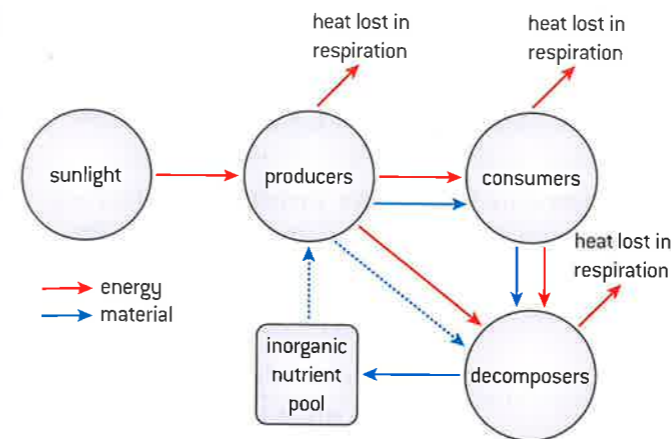 heat lost in
respiration
heat lost in
respiration
sunlight
producers
consumers
heat lost in
respiration
energy
material
inorganic
nutrient
pool
decomposers